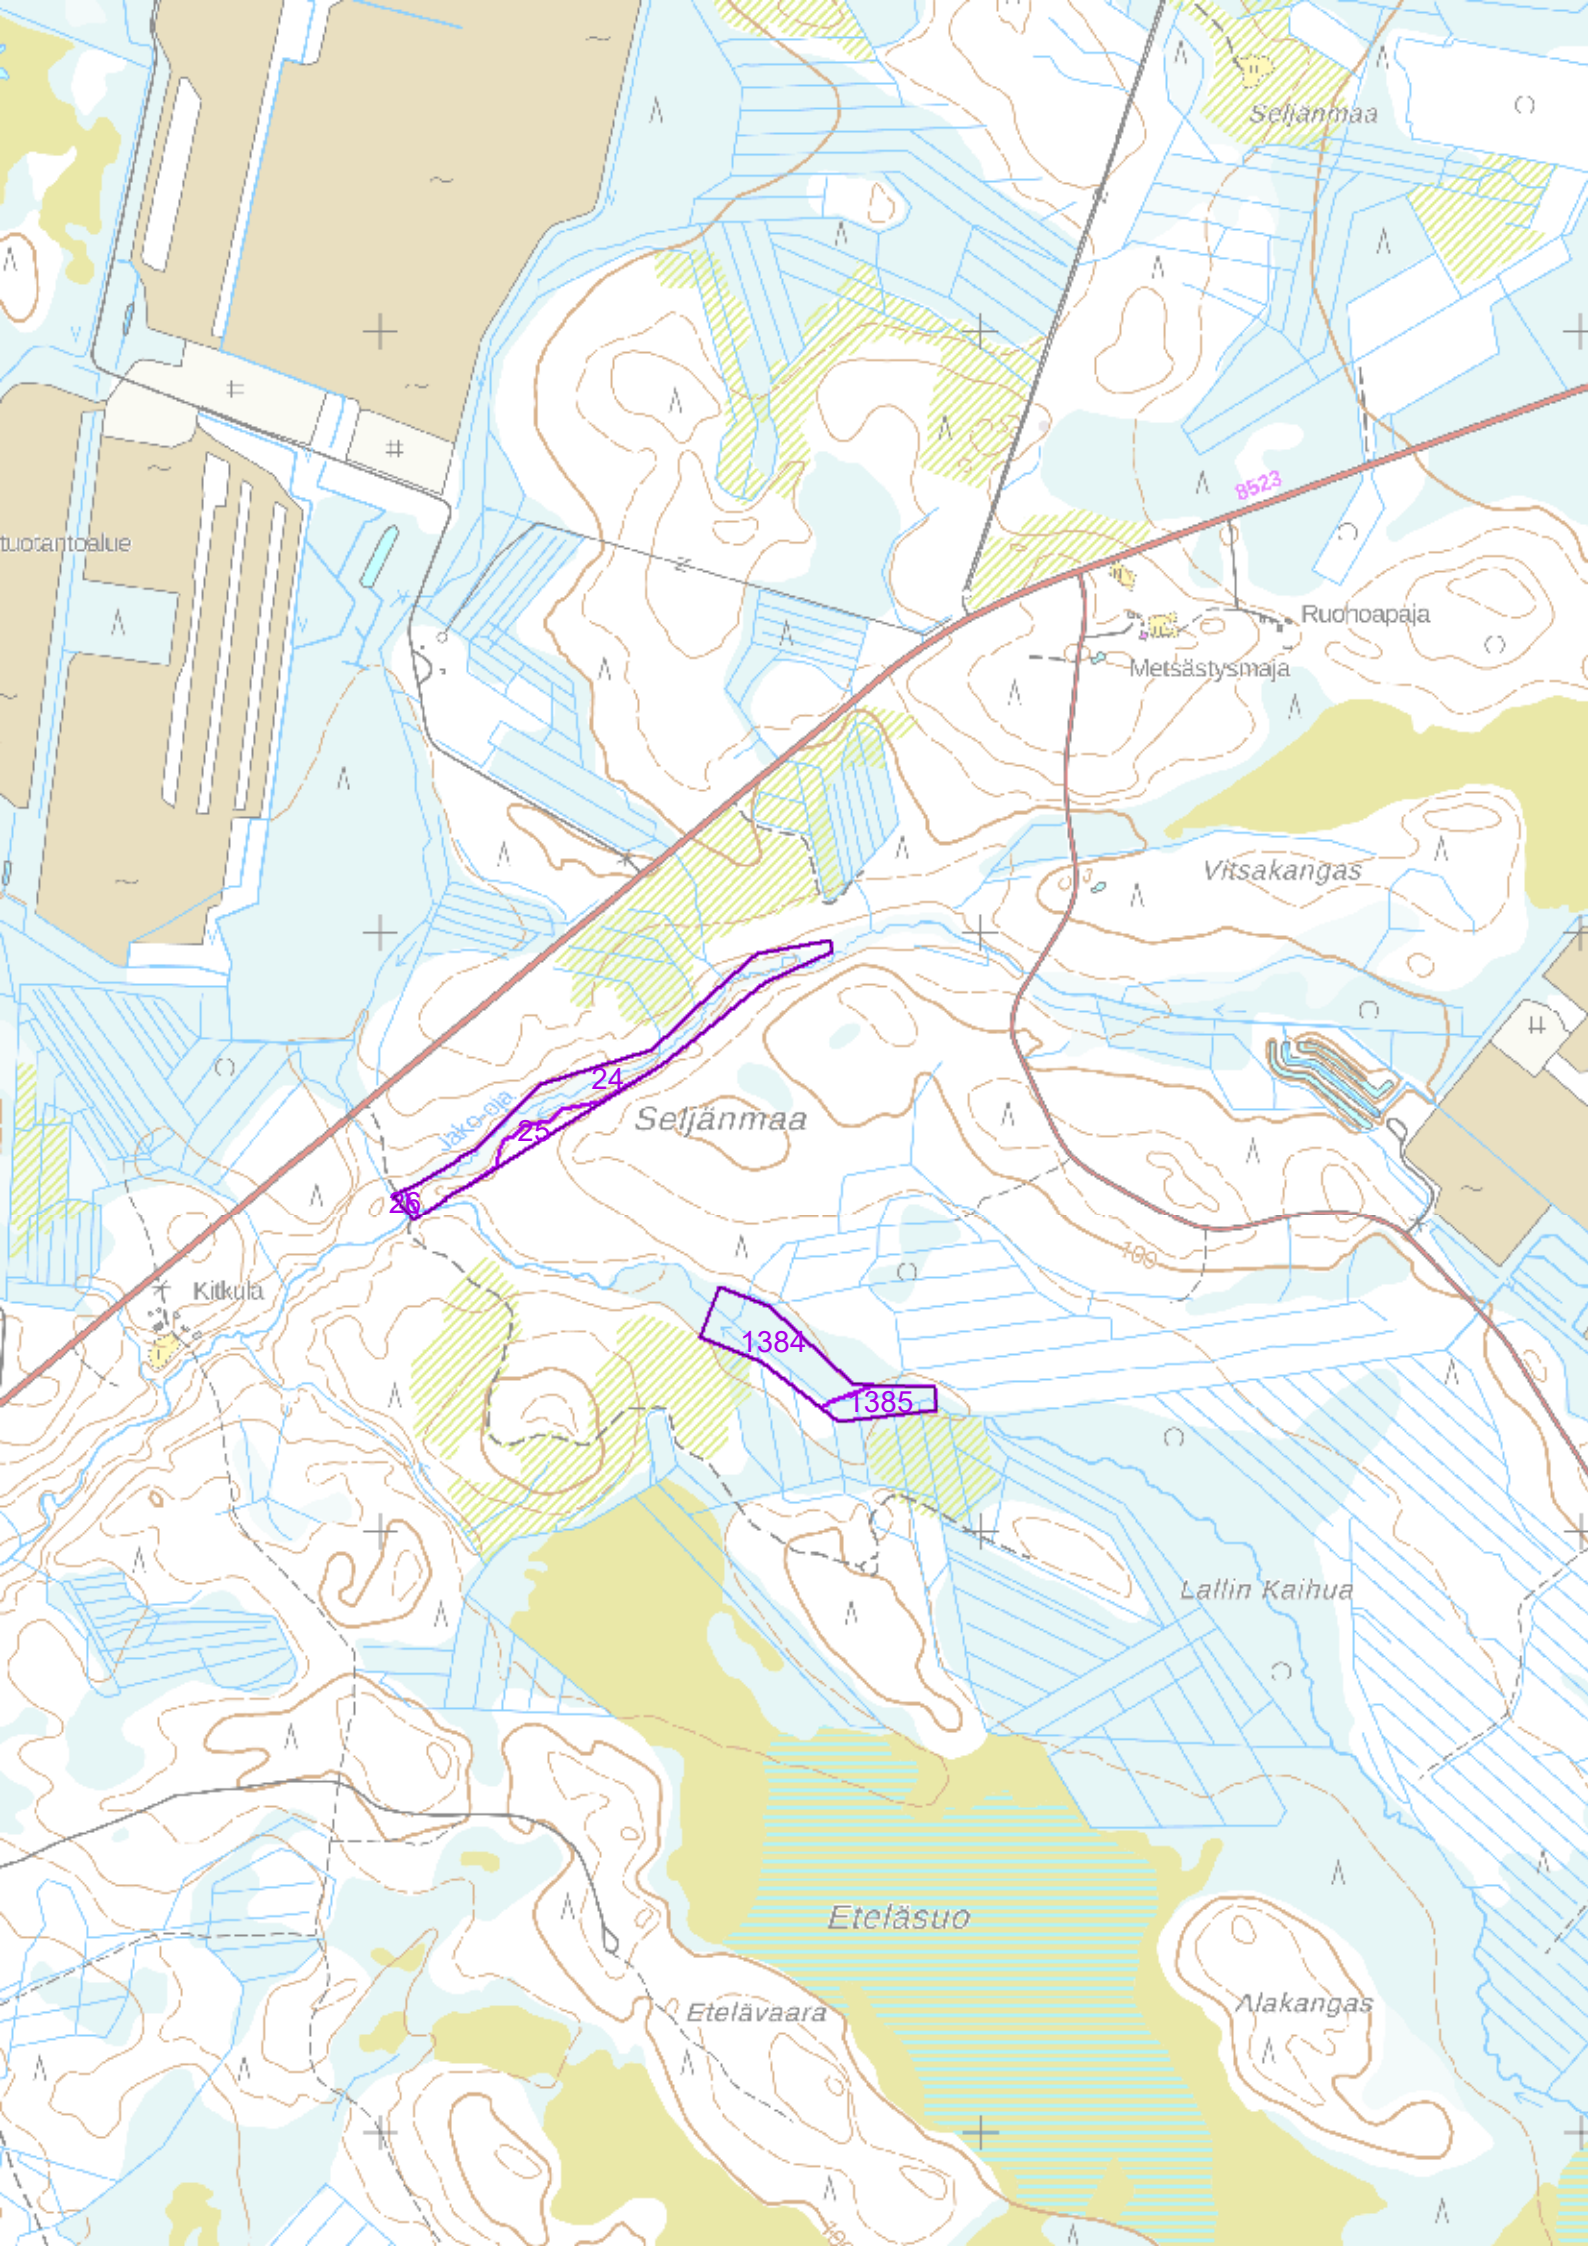 Seljänmaa
8523
tuotantoalue
Ruohoapaja
Metsästysmaja
Vitsakangas
24
Jako-oja
Seljänmaa
25
26
100
Kitkula
1384
1385
Lallin Kaihua
Eteläsuo
Etelävaara
Alakangas